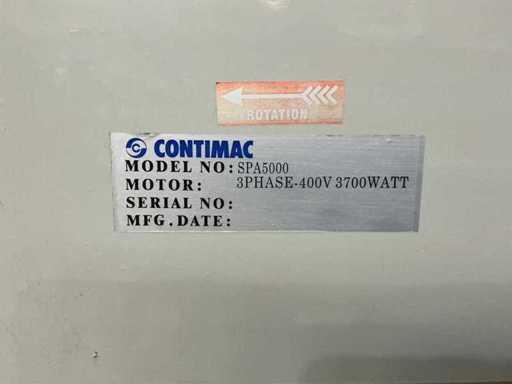 ROTATION
CONTIMAC
MODEL NO: SPA5000
MOTOR: 3PHASE-400V 3700WATT
SERIAL NO:
MFG.DATE: